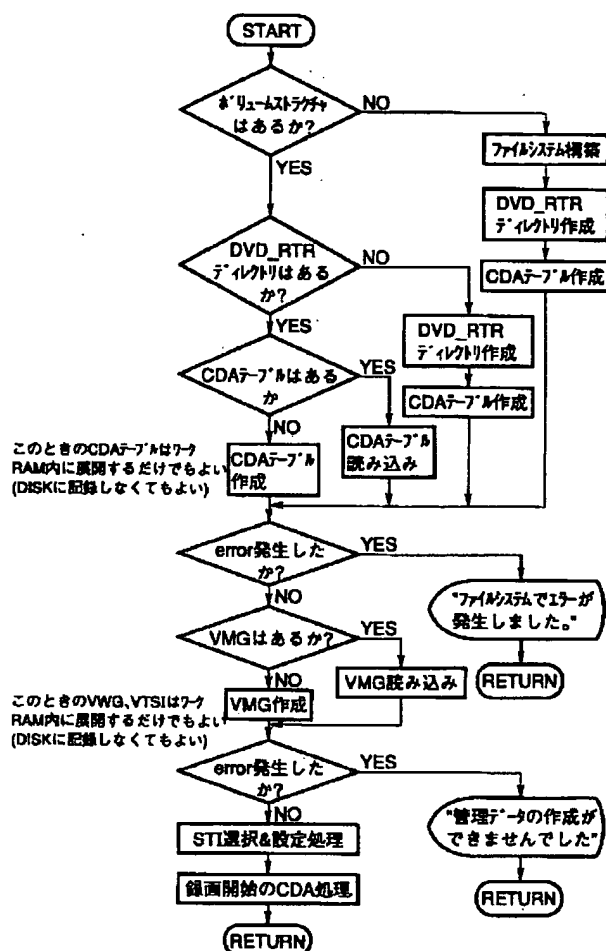 START
ボリュームストラクチャ
はあるか?
NO
YES
ファイルシステム構築
DVD_RTR
ディレクトリ作成
CDAテーブル作成
DVD_RTR
ディレクトリはある
か?
NO
YES
DVD_RTR
ディレクトリ作成
CDAテーブル作成
CDAテーブルはある
か
YES
NO
CDAテーブル
読み込み
このときのCDAテーブルはワーク
RAM内に展開するだけでもよい
(DISKに記録しなくてもよい)
CDAテーブル
作成
error発生した
か?
YES
NO
"ファイルシステムでエラーが
発生しました。"
RETURN
VMGはあるか?
YES
NO
VMG読み込み
このときのVWG、VTSIはワーク
RAM内に展開するだけでもよい
(DISKに記録しなくてもよい)
VMG作成
error発生した
か?
YES
NO
"管理データの作成が
できませんでした"
RETURN
STI選択&設定処理
録画開始のCDA処理
RETURN